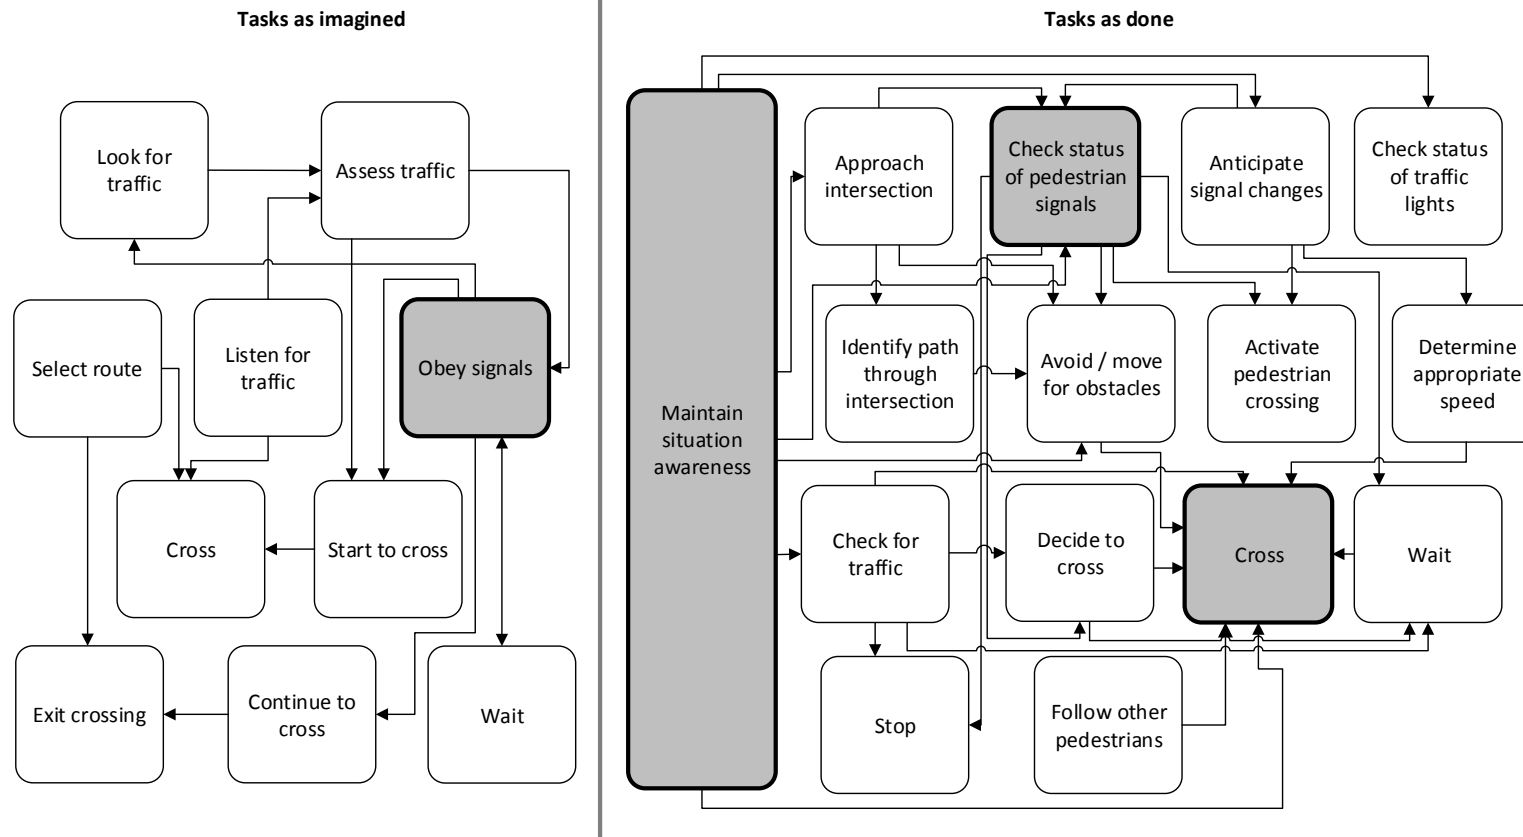 Tasks as imagined
Look for
traffic
Assess traffic
Select route
Listen for
traffic
Obey signals
Cross
Start to cross
Exit crossing
Continue to
cross
Wait
Tasks as done
Maintain
situation
awareness
Approach
intersection
Check status
of pedestrian
signals
Anticipate
signal changes
Check status
of traffic
lights
Identify path
through
intersection
Avoid / move
for obstacles
Activate
pedestrian
crossing
Determine
appropriate
speed
Check for
traffic
Decide to
cross
Cross
Wait
Stop
Follow other
pedestrians